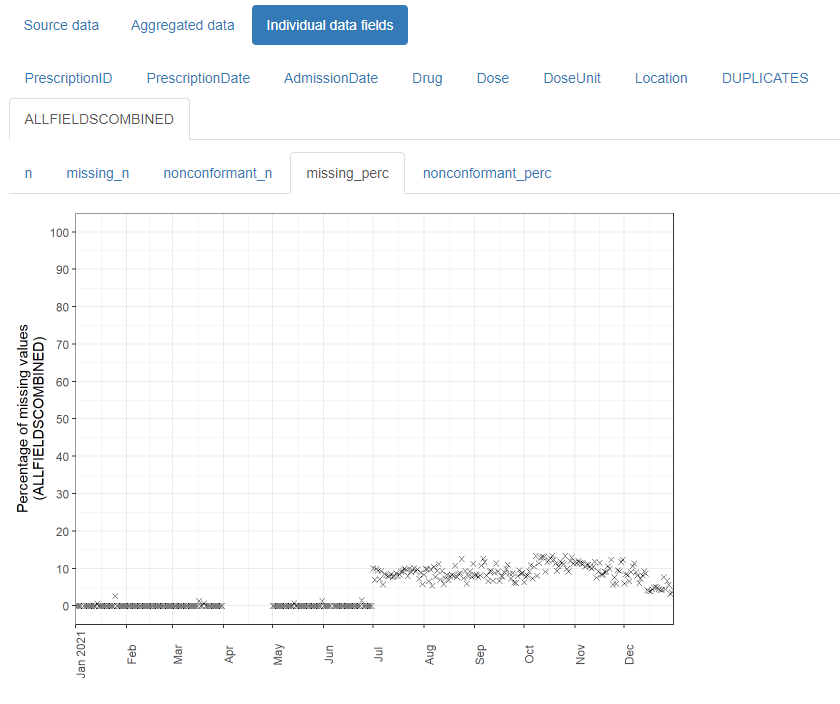 Source data Aggregated data Individual data fields
PrescriptionID PrescriptionDate AdmissionDate Drug Dose DoseUnit Location DUPLICATES
ALLFIELDSCOMBINED
n missing_n nonconformant_n missing_perc nonconformant_perc
Percentage of missing values
(ALLFIELDSCOMBINED)
100
90
80
70
60
50
40
30
20
10
0
Jan 2021 Feb Mar Apr May Jun Jul Aug Sep Oct Nov Dec